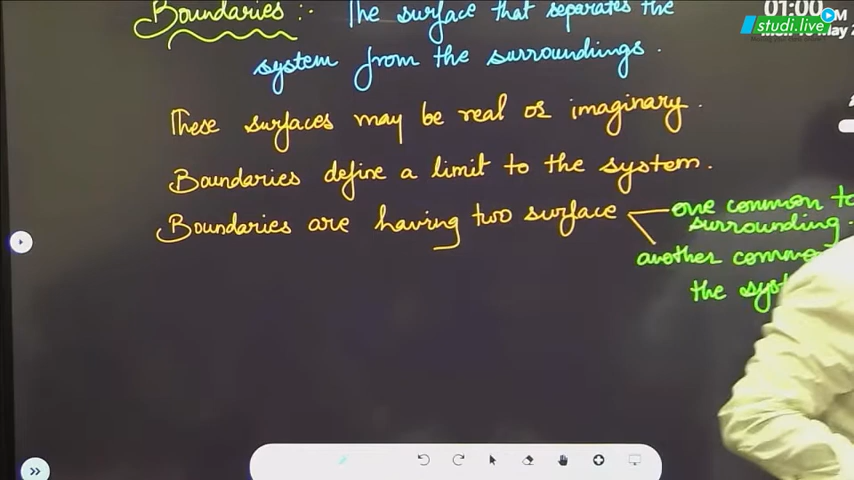 01:00 PM
studi.live
Boundaries :- The surface that separates the
system from the surroundings.
These surfaces may be real or imaginary.
Boundaries define a limit to the system.
Boundaries are having two surface
one common to
surrounding.
another common
the